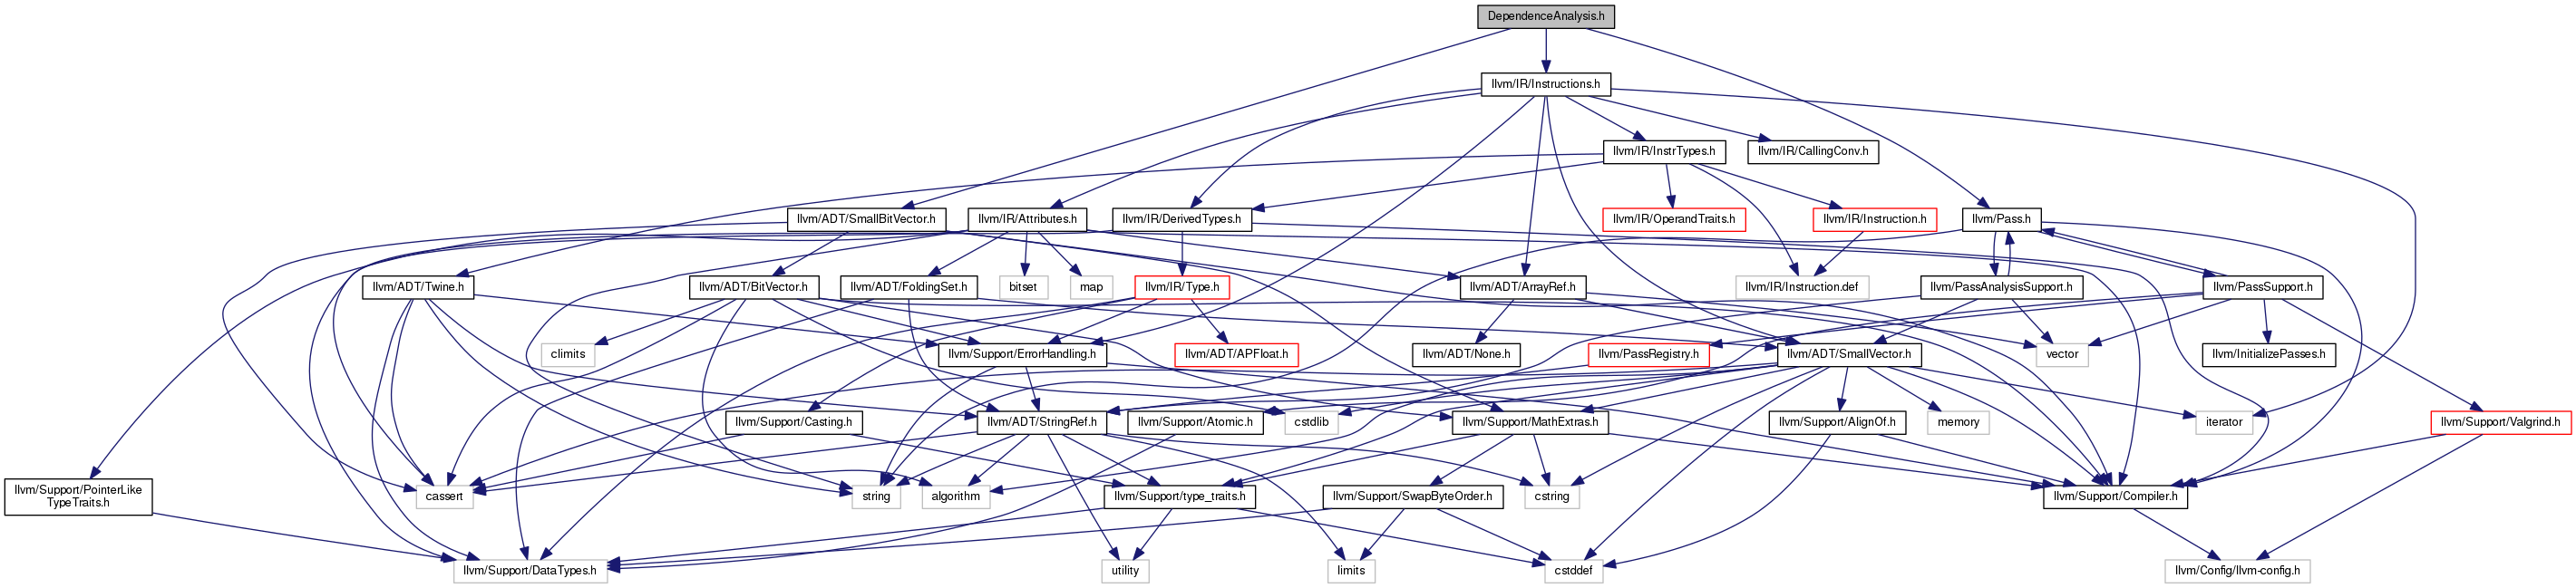 DependenceAnalysis.h
llvm/IR/Instructions.h
llvm/IR/InstrTypes.h
llvm/IR/CallingConv.h
llvm/ADT/SmallBitVector.h
llvm/IR/Attributes.h
llvm/IR/DerivedTypes.h
llvm/IR/OperandTraits.h
llvm/IR/Instruction.h
llvm/Pass.h
llvm/ADT/Twine.h
llvm/ADT/BitVector.h
llvm/ADT/FoldingSet.h
bitset
map
llvm/IR/Type.h
llvm/ADT/ArrayRef.h
llvm/IR/Instruction.def
llvm/PassAnalysisSupport.h
llvm/PassSupport.h
climits
llvm/Support/ErrorHandling.h
llvm/ADT/APFloat.h
llvm/ADT/None.h
llvm/PassRegistry.h
llvm/ADT/SmallVector.h
vector
llvm/InitializePasses.h
llvm/Support/Casting.h
llvm/ADT/StringRef.h
llvm/Support/Atomic.h
cstdlib
llvm/Support/MathExtras.h
llvm/Support/AlignOf.h
memory
iterator
llvm/Support/Valgrind.h
llvm/Support/PointerLike
TypeTraits.h
cassert
string
algorithm
llvm/Support/type_traits.h
llvm/Support/SwapByteOrder.h
cstring
llvm/Support/Compiler.h
llvm/Support/DataTypes.h
utility
limits
cstddef
llvm/Config/llvm-config.h